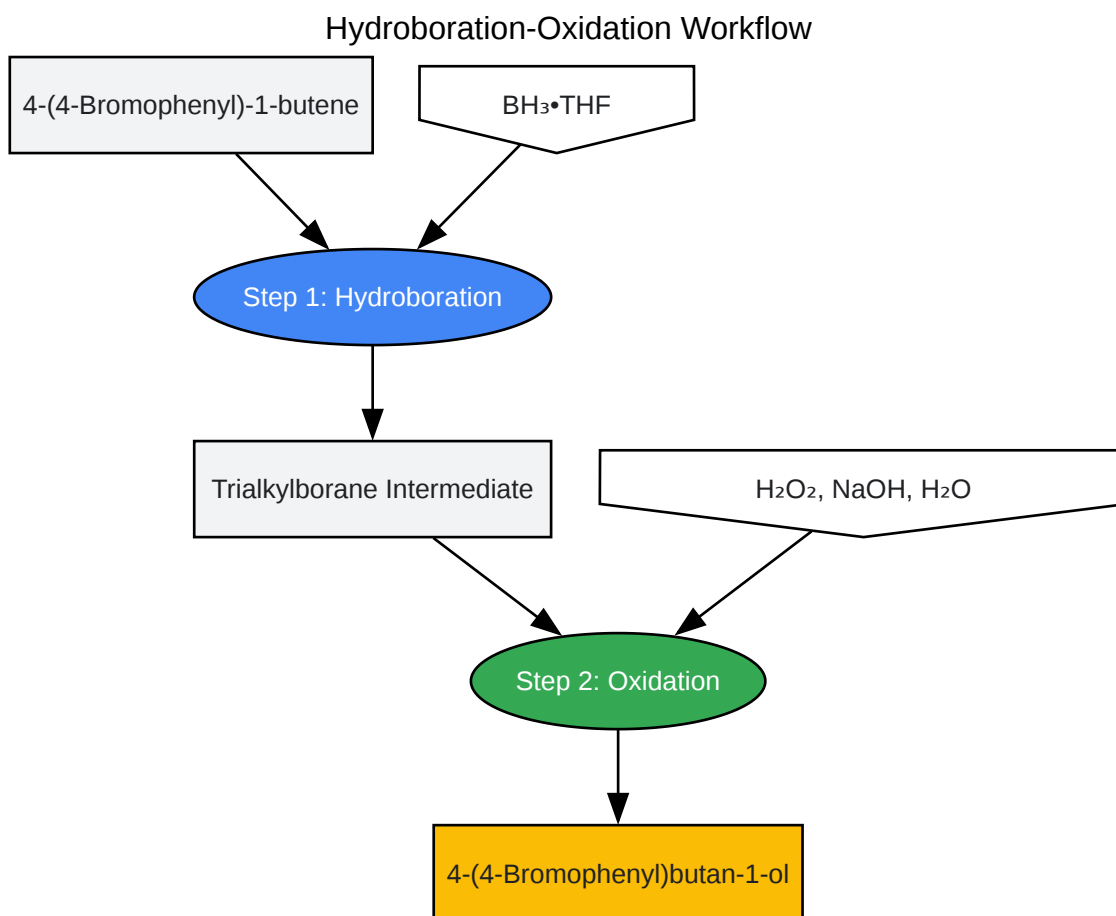 Hydroboration-Oxidation Workflow
4-(4-Bromophenyl)-1-butene
BH₃•THF
Step 1: Hydroboration
Trialkylborane Intermediate
H₂O₂, NaOH, H₂O
Step 2: Oxidation
4-(4-Bromophenyl)butan-1-ol